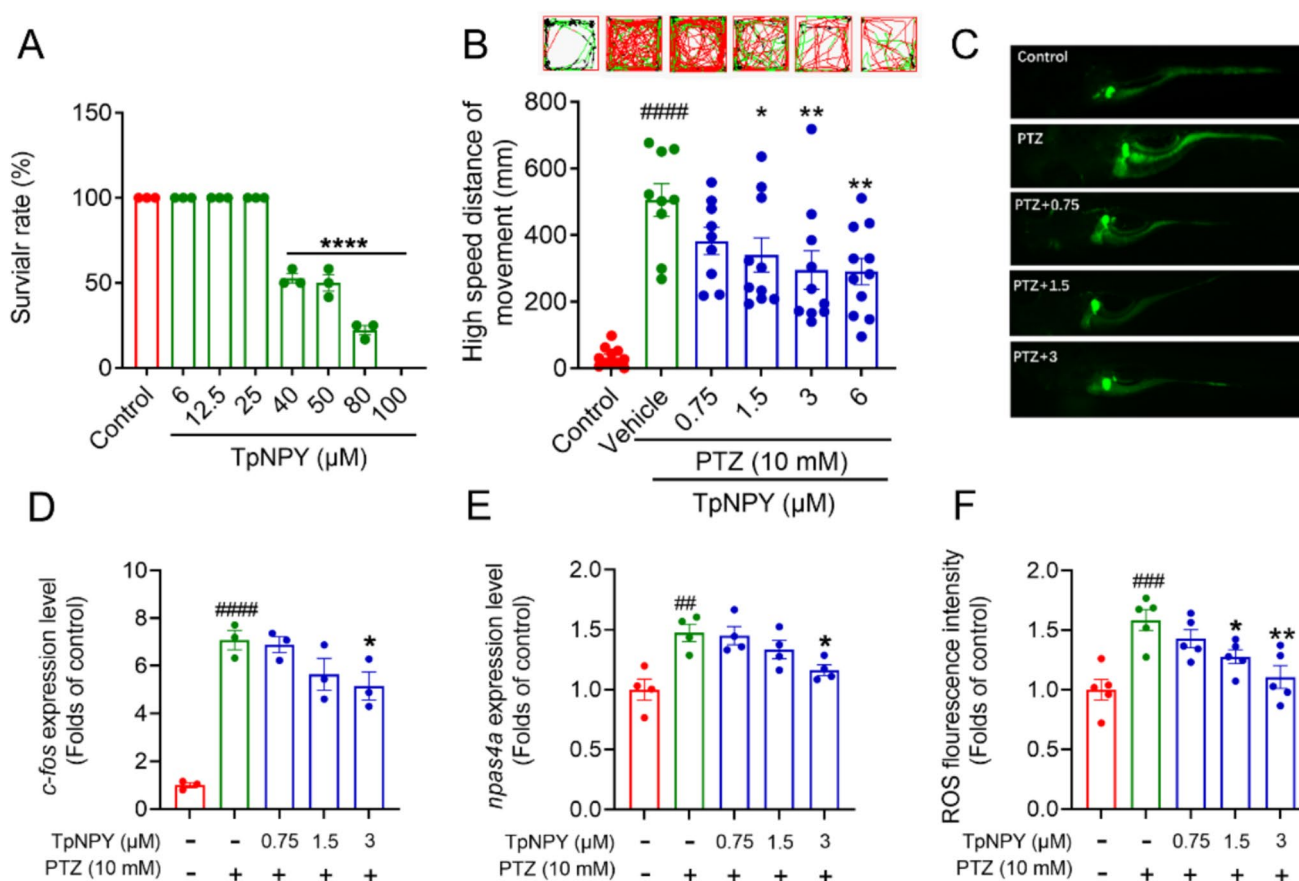 A
Survialr rate (%)
150
100
50
0
****
Control
6
12.5
25
40
50
80
100
TpNPY (µM)
B
High speed distance of
movement (mm)
800
600
400
200
0
####
*
**
**
Control
Vehicle
0.75
1.5
3
6
PTZ (10 mM)
TpNPY (µM)
C
Control
PTZ
PTZ+0.75
PTZ+1.5
PTZ+3
D
c-fos expression level
(Folds of control)
10
8
6
4
2
0
####
*
TpNPY (µM) - - 0.75 1.5 3
PTZ (10 mM) - + + + +
E
npas4a expression level
(Folds of control)
2.0
1.5
1.0
0.5
0.0
##
*
TpNPY (µM) - - 0.75 1.5 3
PTZ (10 mM) - + + + +
F
ROS flourescence intensity
(Folds of control)
2.0
1.5
1.0
1.5
0.0
###
*
**
TpNPY (µM) - - 0.75 1.5 3
PTZ (10 mM) - + + + +